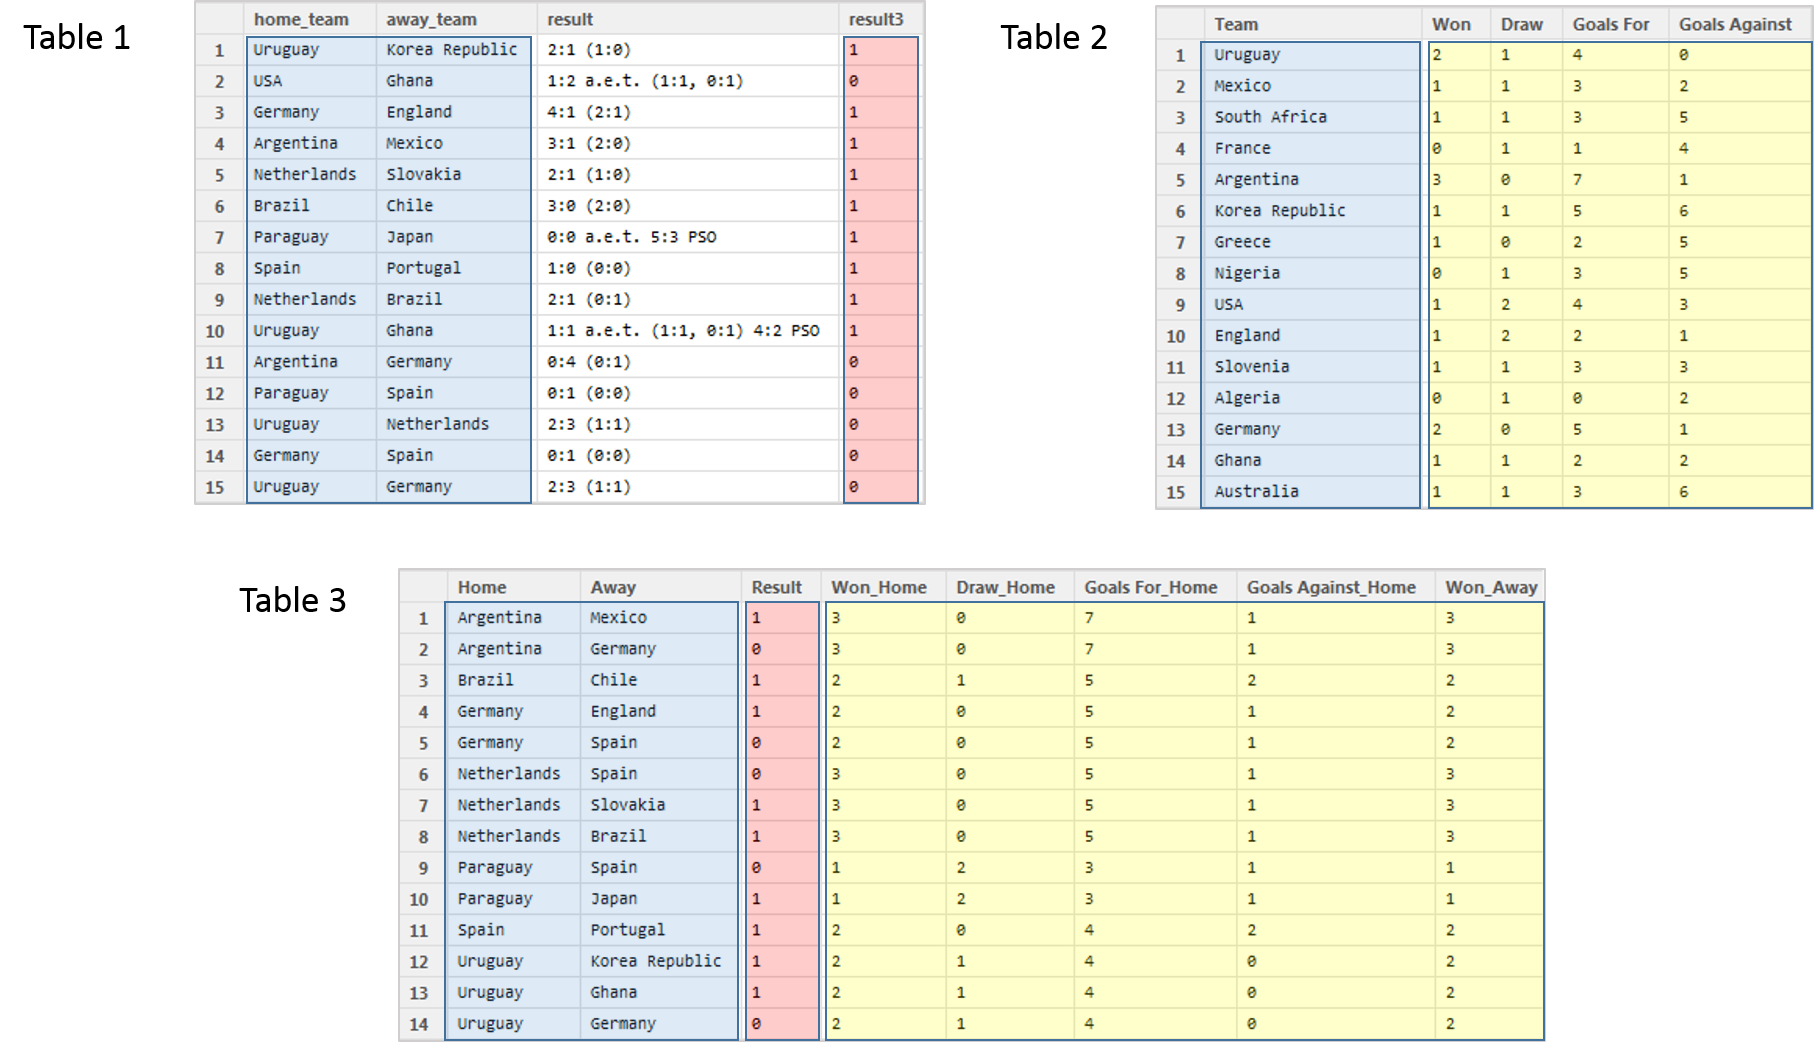 Table 1
home_team away_team result result3
1 Uruguay Korea Republic 2:1 (1:0) 1
2 USA Ghana 1:2 a.e.t. (1:1, 0:1) 0
3 Germany England 4:1 (2:1) 1
4 Argentina Mexico 3:1 (2:0) 1
5 Netherlands Slovakia 2:1 (1:0) 1
6 Brazil Chile 3:0 (2:0) 1
7 Paraguay Japan 0:0 a.e.t. 5:3 PSO 1
8 Spain Portugal 1:0 (0:0) 1
9 Netherlands Brazil 2:1 (0:1) 1
10 Uruguay Ghana 1:1 a.e.t. (1:1, 0:1) 4:2 PSO 1
11 Argentina Germany 0:4 (0:1) 0
12 Paraguay Spain 0:1 (0:0) 0
13 Uruguay Netherlands 2:3 (1:1) 0
14 Germany Spain 0:1 (0:0) 0
15 Uruguay Germany 2:3 (1:1) 0
Table 2
Team Won Draw Goals For Goals Against
1 Uruguay 2 1 4 0
2 Mexico 1 1 3 2
3 South Africa 1 1 3 5
4 France 0 1 1 4
5 Argentina 3 0 7 1
6 Korea Republic 1 1 5 6
7 Greece 1 0 2 5
8 Nigeria 0 1 3 5
9 USA 1 2 4 3
10 England 1 2 2 1
11 Slovenia 1 1 3 3
12 Algeria 0 1 0 2
13 Germany 2 0 5 1
14 Ghana 1 1 2 2
15 Australia 1 1 3 6
Table 3
Home Away Result Won_Home Draw_Home Goals For_Home Goals Against_Home Won_Away
1 Argentina Mexico 1 3 0 7 1 3
2 Argentina Germany 0 3 0 7 1 3
3 Brazil Chile 1 2 1 5 2 2
4 Germany England 1 2 0 5 1 2
5 Germany Spain 0 2 0 5 1 2
6 Netherlands Spain 0 3 0 5 1 3
7 Netherlands Slovakia 1 3 0 5 1 3
8 Netherlands Brazil 1 3 0 5 1 3
9 Paraguay Spain 0 1 2 3 1 1
10 Paraguay Japan 1 1 2 3 1 1
11 Spain Portugal 1 2 0 4 2 2
12 Uruguay Korea Republic 1 2 1 4 0 2
13 Uruguay Ghana 1 2 1 4 0 2
14 Uruguay Germany 0 2 1 4 0 2